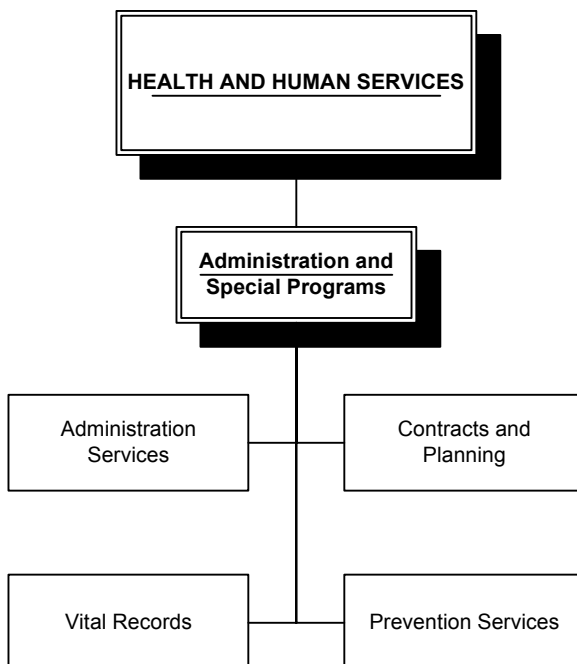 HEALTH AND HUMAN SERVICES
Administration and
Special Programs
Administration
Services
Contracts and
Planning
Vital Records
Prevention Services